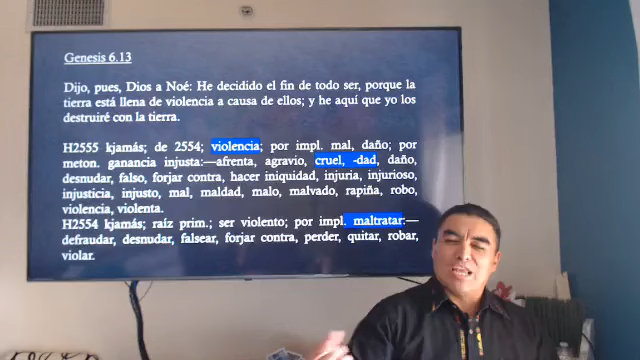 Genesis 6.13
Dijo, pues, Dios a Noé: He decidido el fin de todo ser, porque la
tierra está llena de violencia a causa de ellos; y he aquí que yo los
destruiré con la tierra.
H2555 kjamás; de 2554; violencia; por impl. mal, daño; por
meton. ganancia injusta:—afrenta, agravio, cruel, -dad, daño,
desnudar, falso, forjar contra, hacer iniquidad, injuria, injurioso,
injusticia, injusto, mal, maldad, malo, malvado, rapiña, robo,
violencia, violenta.
H2554 kjamás; raíz prim.; ser violento; por impl. maltratar:—
defraudar, desnudar, falsear, forjar contra, perder, quitar, robar,
violar.